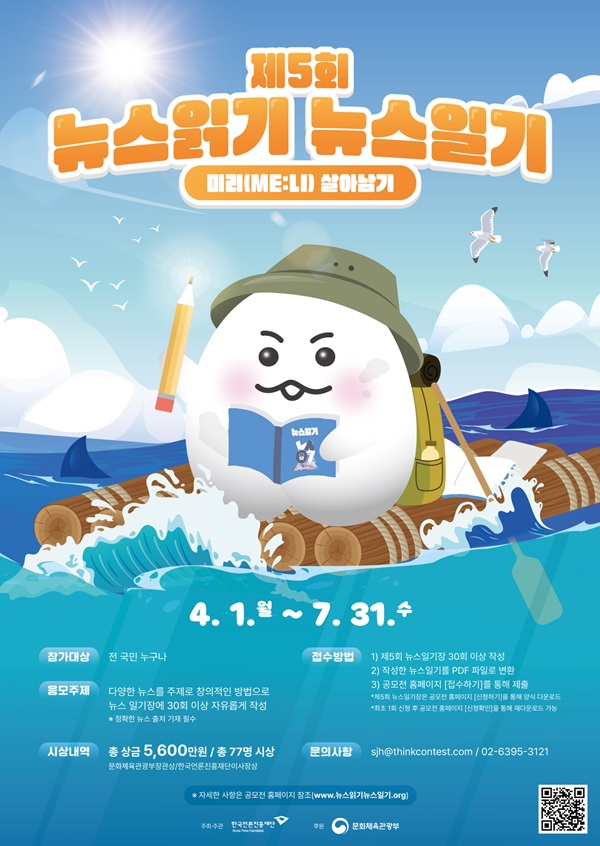 제5회
뉴스읽기 뉴스일기
미리(ME:LI) 살아남기
뉴스일기
4. 1.월 ~ 7. 31.수
참가대상
전 국민 누구나
응모주제
다양한 뉴스를 주제로 창의적인 방법으로
뉴스 일기장에 30회 이상 자유롭게 작성
* 정확한 뉴스 출처 기재 필수
시상내역
총 상금 5,600만원 / 총 77명 시상
문화체육관광부장관상/한국언론진흥재단이사장상
접수방법
1) 제5회 뉴스일기장 30회 이상 작성
2) 작성한 뉴스일기를 PDF 파일로 변환
3) 공모전 홈페이지 [접수하기]를 통해 제출
*제5회 뉴스일기장은 공모전 홈페이지 [신청하기]를 통해 양식 다운로드
*최초 1회 신청 후 공모전 홈페이지 [신청확인]을 통해 재다운로드 가능
문의사항
sjh@thinkcontest.com / 02-6395-3121
* 자세한 사항은 공모전 홈페이지 참조(www.뉴스읽기뉴스일기.org)
주최·주관
한국언론진흥재단
Korea Press Foundation
후원
문화체육관광부